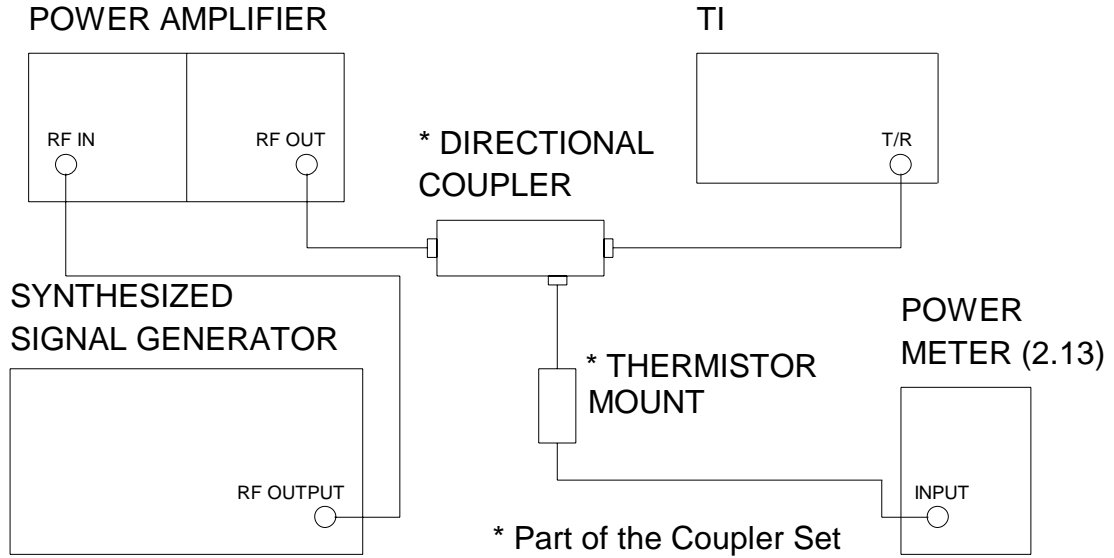 POWER AMPLIFIER
TI
RF IN
RF OUT
T/R
* DIRECTIONAL
COUPLER
SYNTHESIZED
SIGNAL GENERATOR
POWER
METER (2.13)
* THERMISTOR
MOUNT
RF OUTPUT
INPUT
* Part of the Coupler Set